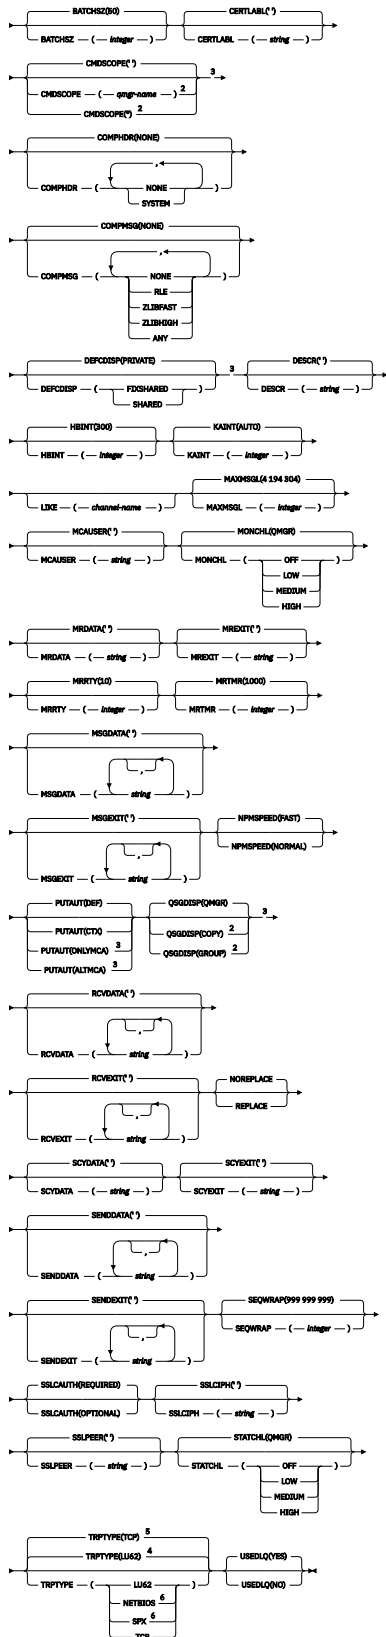 BATCHSZ(50) CERTLABL(' ')
BATCHSZ ( integer ) CERTLABL ( string )
CMDSCOPE(' ') 3
CMDSCOPE ( qmgr-name ) 2
CMDSCOPE(*) 2
COMPHDR(NONE)
,
COMPHDR ( NONE )
SYSTEM
COMPMSG(NONE)
,
COMPMSG ( NONE )
RLE
ZLIBFAST
ZLIBHIGH
ANY
DEFCDISP(PRIVATE) 3 DESCR(' ')
DEFCDISP ( FIXSHARED ) DESCR ( string )
SHARED
HBINT(300) KAINT(AUTO)
HBINT ( integer ) KAINT ( integer )
MAXMSGL(4 194 304)
LIKE ( channel-name ) MAXMSGL ( integer )
MCAUSER(' ') MONCHL(QMGR)
MCAUSER ( string ) MONCHL ( OFF )
LOW
MEDIUM
HIGH
MRDATA(' ') MREXIT(' ')
MRDATA ( string ) MREXIT ( string )
MRRTY(10) MRTMR(1000)
MRRTY ( integer ) MRTMR ( integer )
MSGDATA(' ')
,
MSGDATA ( string )
MSGEXIT(' ') NPMSPEED(FAST)
, NPMSPEED(NORMAL)
MSGEXIT ( string )
PUTAUT(DEF) QSGDISP(QMGR) 3
PUTAUT(CTX) QSGDISP(COPY) 2
PUTAUT(ONLYMCA) 3 QSGDISP(GROUP) 2
PUTAUT(ALTMCA) 3
RCVDATA(' ')
,
RCVDATA ( string )
RCVEXIT(' ') NOREPLACE
, REPLACE
RCVEXIT ( string )
SCYDATA(' ') SCYEXIT(' ')
SCYDATA ( string ) SCYEXIT ( string )
SENDDATA(' ')
,
SENDDATA ( string )
SENDEXIT(' ') SEQWRAP(999 999 999)
, SEQWRAP ( integer )
SENDEXIT ( string )
SSLCAUTH(REQUIRED) SSLCIPH(' ')
SSLCAUTH(OPTIONAL) SSLCIPH ( string )
SSLPEER(' ') STATCHL(QMGR)
SSLPEER ( string ) STATCHL ( OFF )
LOW
MEDIUM
HIGH
TRPTYPE(TCP) 5
TRPTYPE(LU62) 4 USEDLQ(YES)
TRPTYPE ( LU62 ) USEDLQ(NO)
NETBIOS 6
SPX 6
TCP